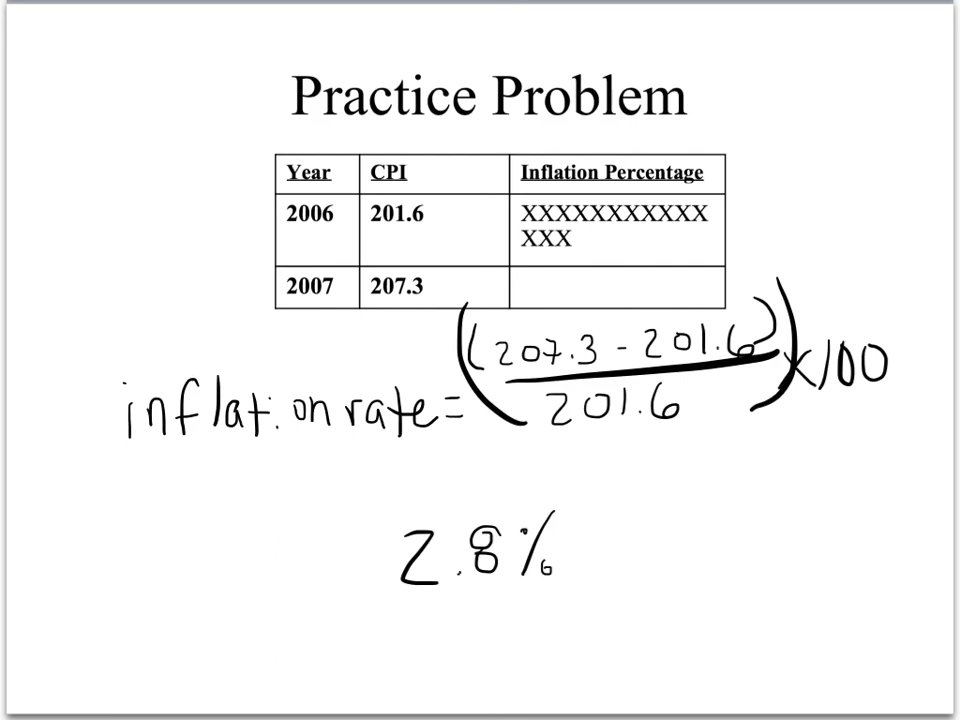 Practice Problem
Year CPI Inflation Percentage
2006 201.6 XXXXXXXXXXX
XXX
2007 207.3
(207.3 - 201.6)
inflation rate = ( ) x100
201.6
2.8%